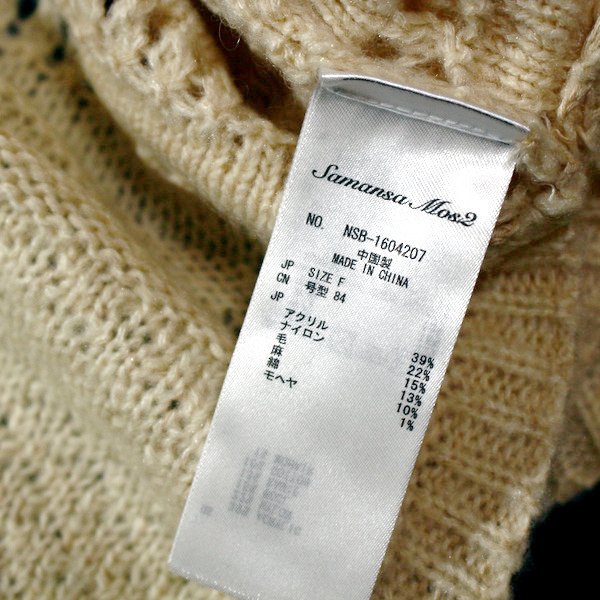 Samansa Mos2
NO. NSB-1604207
中国製
MADE IN CHINA
JP SIZE F
CN 号型 84
JP
アクリル 39%
ナイロン 22%
毛 15%
麻 13%
綿 10%
モヘヤ 1%